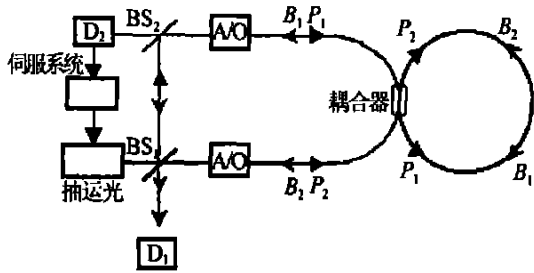 D₂
BS₂
A/O
B₁ P₁
P₂
B₂
伺服系统
耦合器
BS₁
A/O
抽运光
B₂ P₂
P₁
B₁
D₁